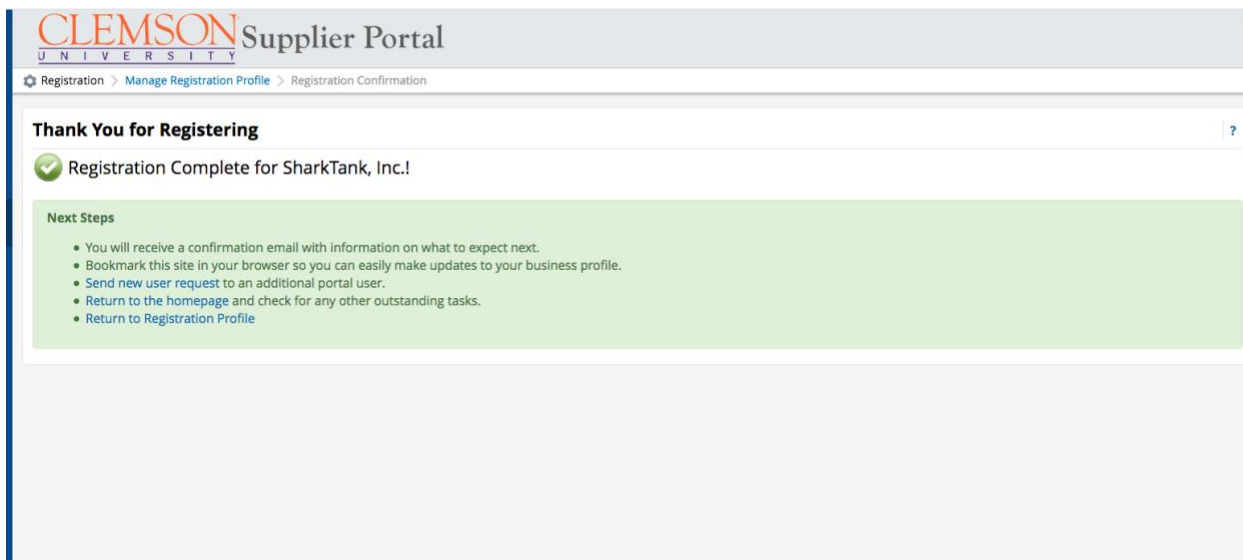 CLEMSON Supplier Portal
UNIVERSITY
Registration > Manage Registration Profile > Registration Confirmation
Thank You for Registering
?
Registration Complete for SharkTank, Inc.!
Next Steps
• You will receive a confirmation email with information on what to expect next.
• Bookmark this site in your browser so you can easily make updates to your business profile.
• Send new user request to an additional portal user.
• Return to the homepage and check for any other outstanding tasks.
• Return to Registration Profile